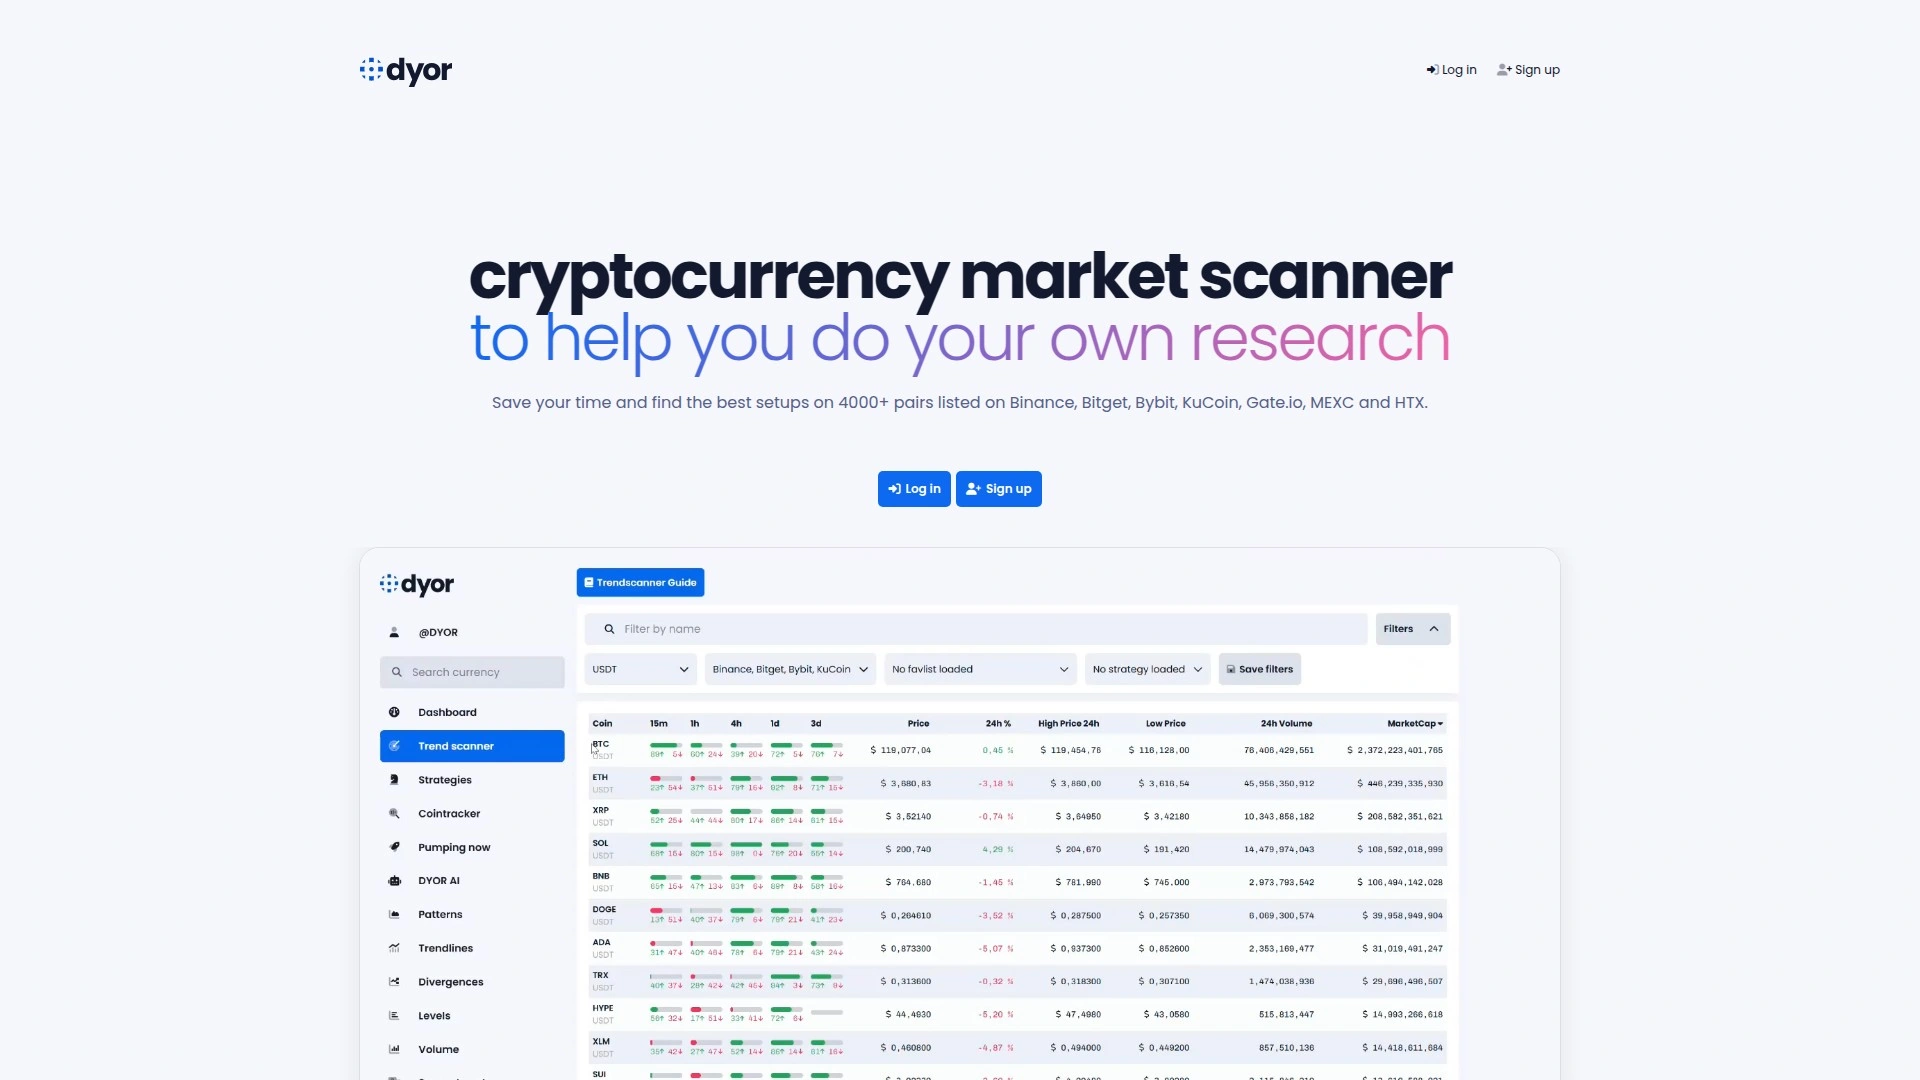 dyor
Log in Sign up
cryptocurrency market scanner
to help you do your own research
Save your time and find the best setups on 4000+ pairs listed on Binance, Bitget, Bybit, KuCoin, Gate.io, MEXC and HTX.
Log in Sign up
dyor
@DYOR
Search currency
Dashboard
Trend scanner
Strategies
Cointracker
Pumping now
DYOR AI
Patterns
Trendlines
Divergences
Levels
Volume
Trendscanner Guide
Filter by name Filters
USDT Binance, Bitget, Bybit, KuCoin No favlist loaded No strategy loaded Save filters
Coin 15m 1h 4h 1d 3d Price 24h % High Price 24h Low Price 24h Volume MarketCap
BTC $ 119,077,04 0,45 % $ 119,454,76 $ 116,128,00 76,406,429,551 $ 2,372,223,401,765
USDT
ETH $ 3,680,83 -3,18 % $ 3,860,00 $ 3,616,54 45,956,350,912 $ 446,239,335,930
USDT
XRP $ 3,52140 -0,74 % $ 3,64950 $ 3,42180 10,343,858,182 $ 208,582,351,621
USDT
SOL $ 200,740 4,29 % $ 204,670 $ 191,420 14,479,974,043 $ 108,592,018,999
USDT
BNB $ 764,680 -1,45 % $ 781,990 $ 745.000 2,973,793,542 $ 106,494,142,028
USDT
DOGE $ 0,264610 -3,52 % $ 0,287500 $ 0,257350 6,069,300,574 $ 39,958,949,904
USDT
ADA $ 0,873300 -5,07 % $ 0,937300 $ 0,852600 2,353,169,477 $ 31,019,491,247
USDT
TRX $ 0,313600 -0,32 % $ 0,318300 $ 0,307100 1,474,038,936 $ 29,696,496,507
USDT
HYPE $ 44,4930 -5,20 % $ 47,4980 $ 43,0580 515,813,447 $ 14,993,266,618
USDT
XLM $ 0,460800 -4,87 % $ 0,494000 $ 0,449200 857,510,136 $ 14,418,611,684
USDT
SUI